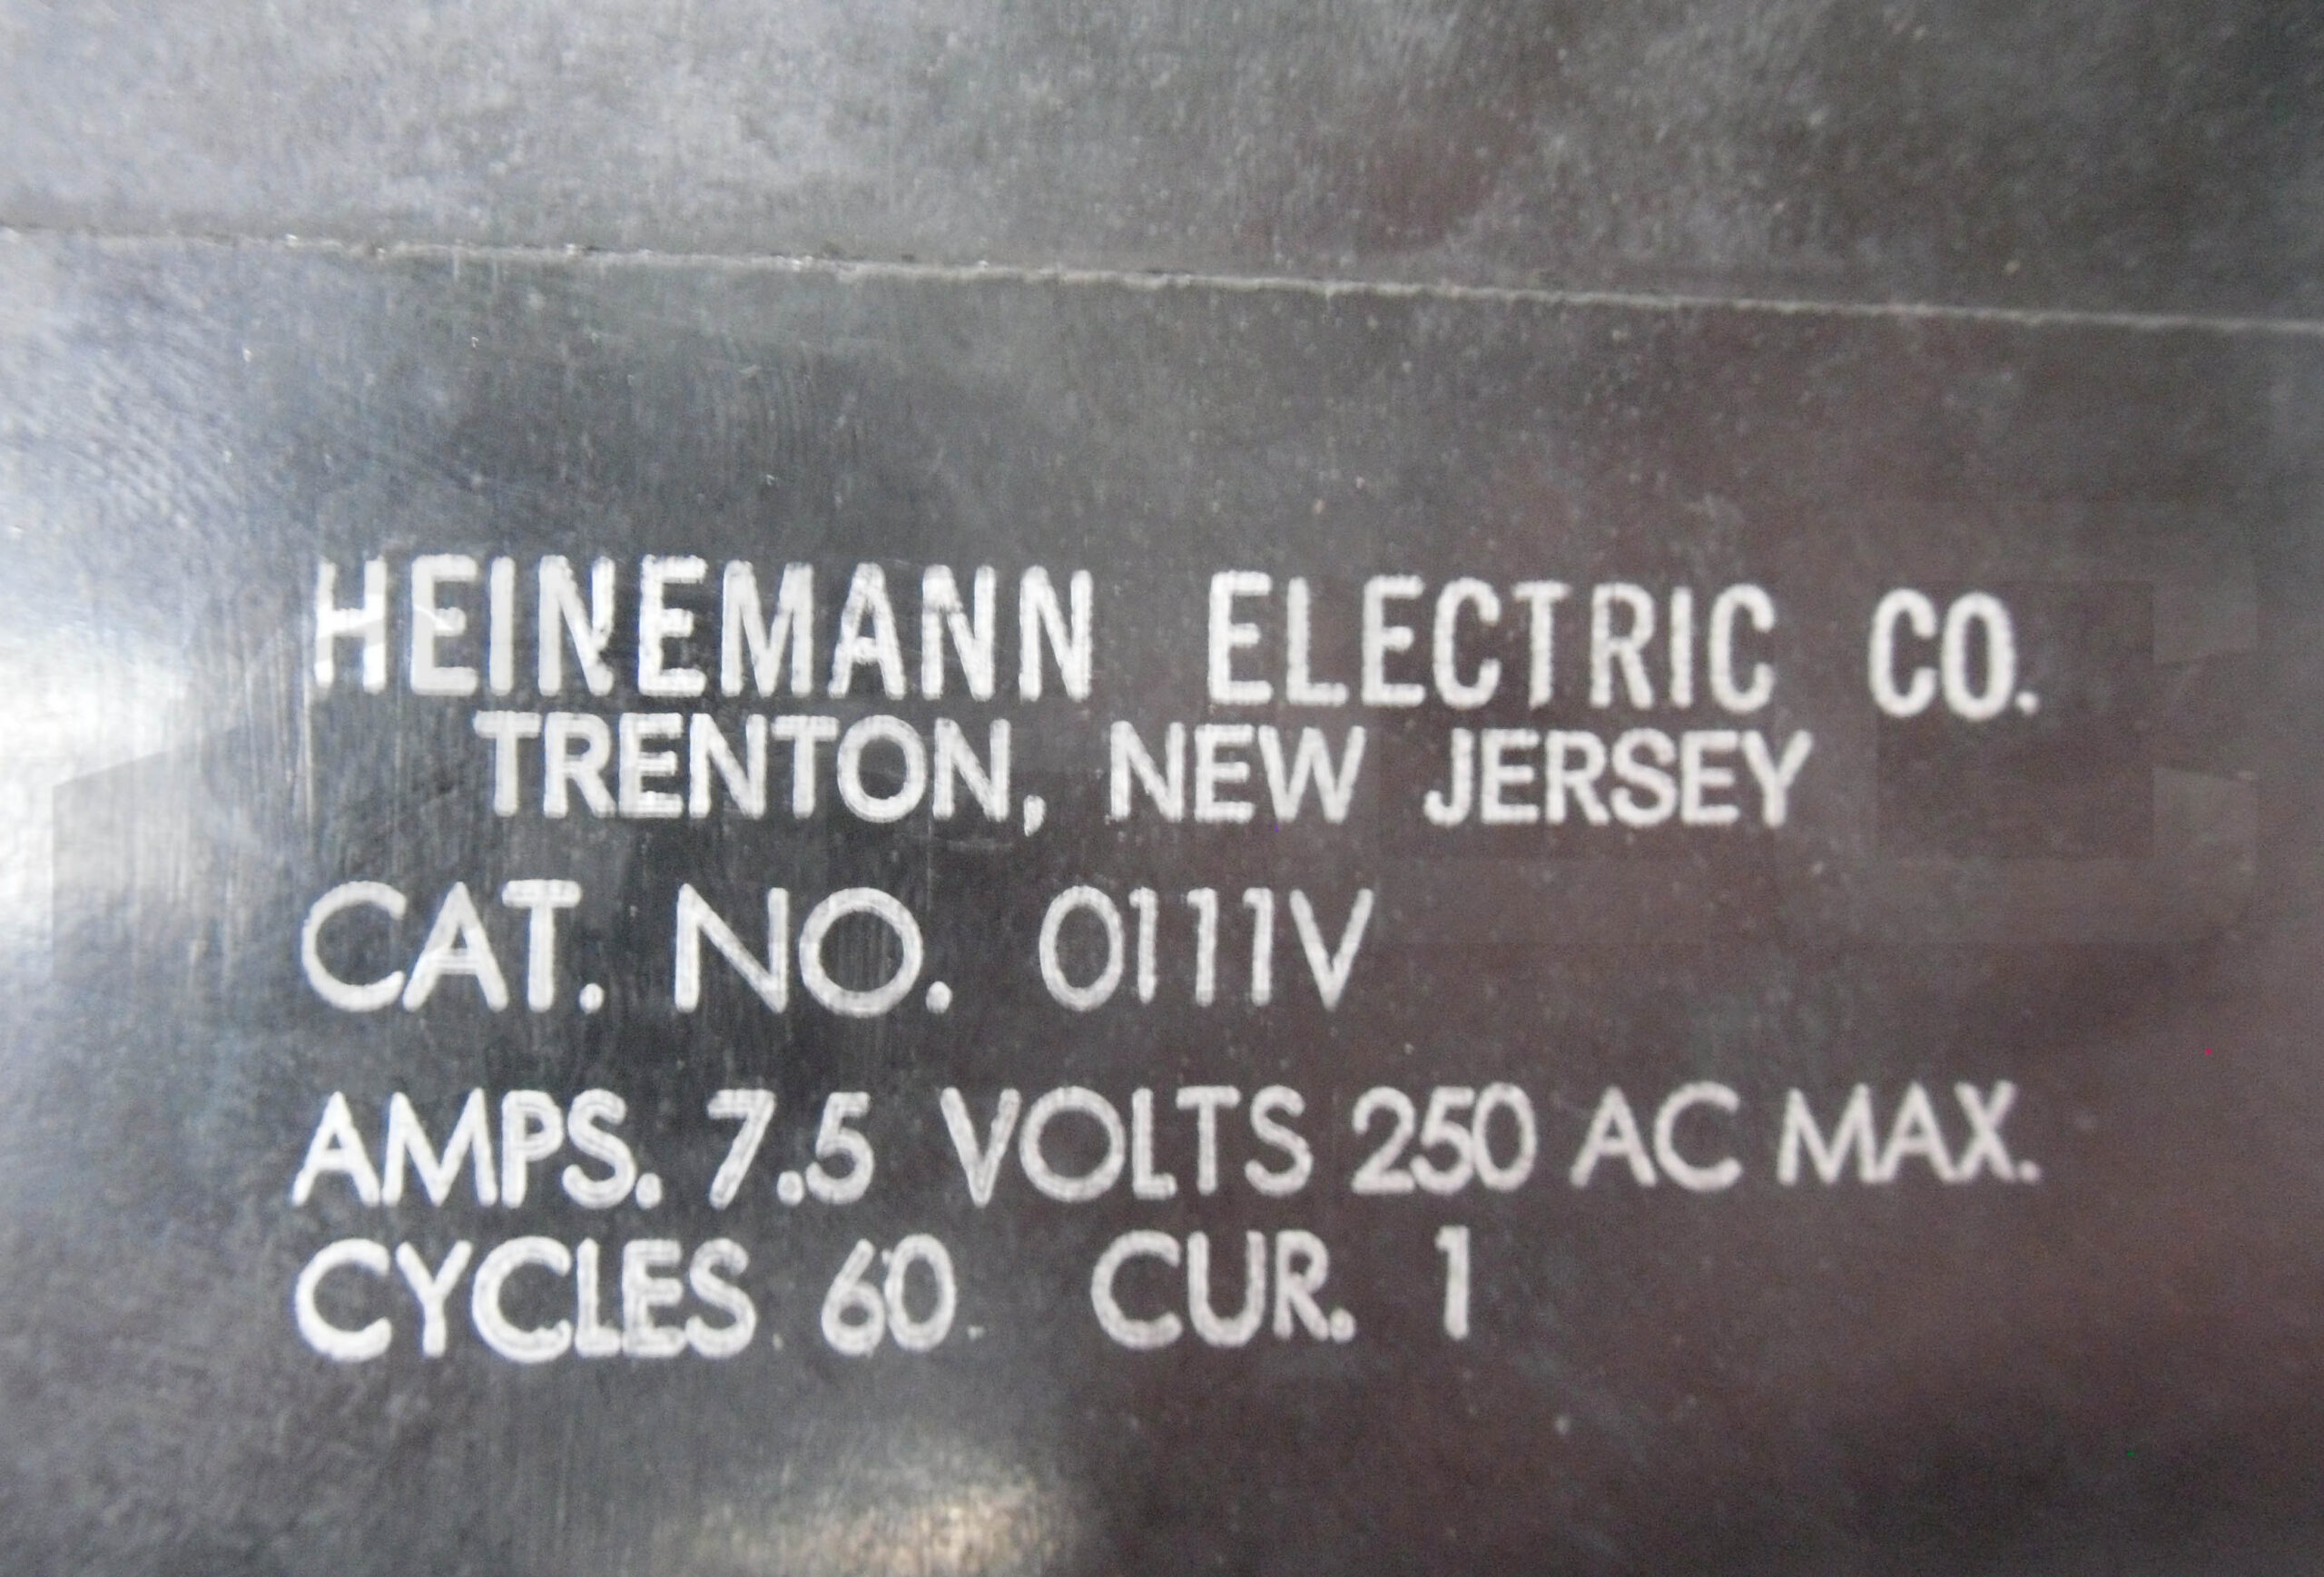 HEINEMANN ELECTRIC CO.
TRENTON, NEW JERSEY
CAT. NO. 0111V
AMPS. 7.5 VOLTS 250 AC MAX.
CYCLES 60 CUR. 1